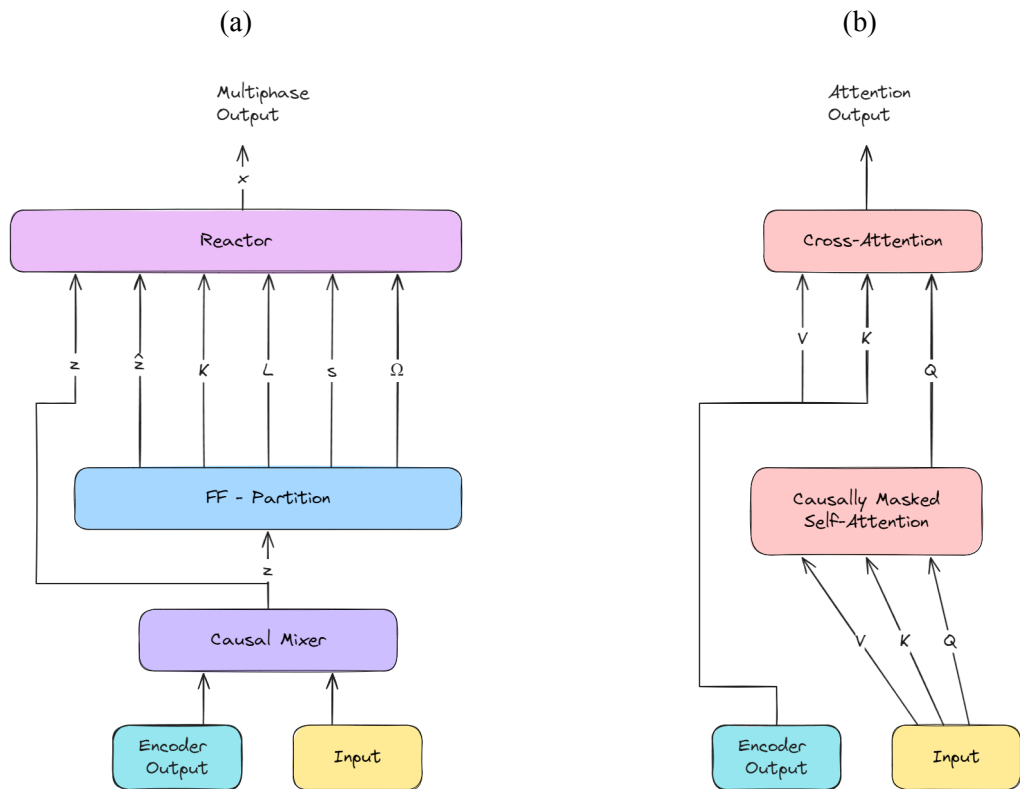 (a)
Multiphase
Output
x
Reactor
z
ẑ
K
L
s
Ω
FF - Partition
z
Causal Mixer
Encoder
Output
Input
(b)
Attention
Output
Cross-Attention
V
K
Q
Causally Masked
Self-Attention
V
K
Q
Encoder
Output
Input